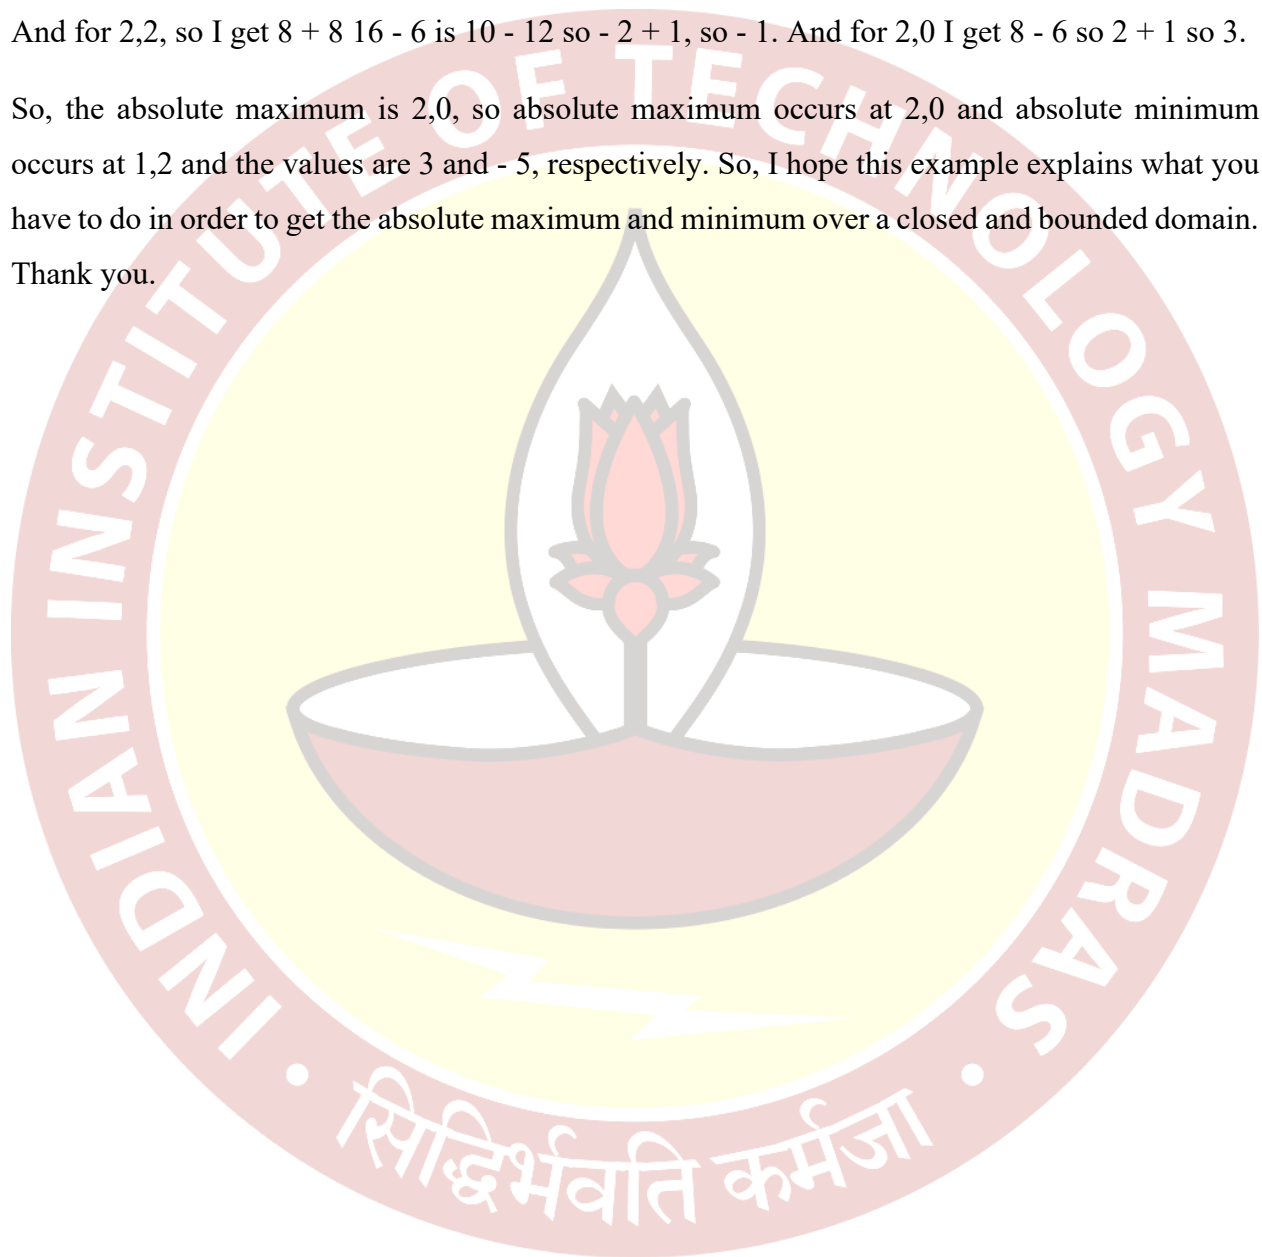 And for 2,2, so I get 8 + 8 16 - 6 is 10 - 12 so - 2 + 1, so - 1. And for 2,0 I get 8 - 6 so 2 + 1 so 3.
So, the absolute maximum is 2,0, so absolute maximum occurs at 2,0 and absolute minimum
occurs at 1,2 and the values are 3 and - 5, respectively. So, I hope this example explains what you
have to do in order to get the absolute maximum and minimum over a closed and bounded domain.
Thank you.
INDIAN INSTITUTE OF TECHNOLOGY MADRAS
सिद्धिर्भवति कर्मजा